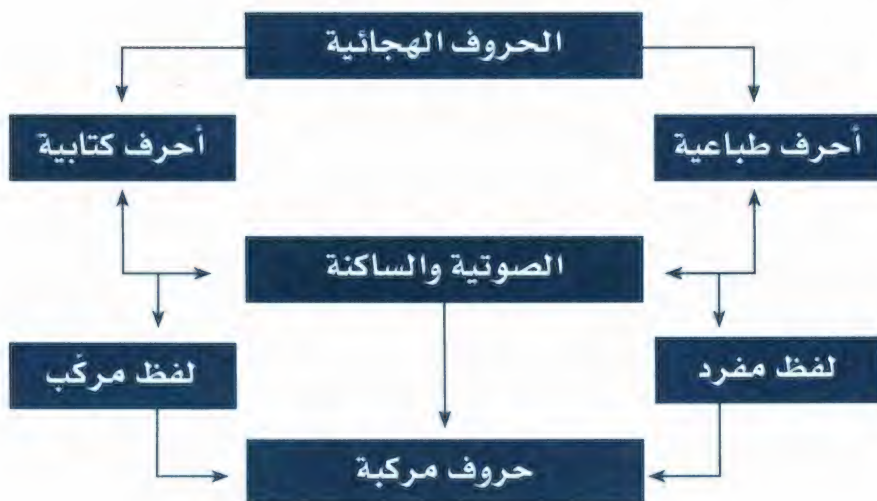 الحروف الهجائية
أحرف طباعية
أحرف كتابية
الصوتية والساكنة
لفظ مفرد
لفظ مركّب
حروف مركبة